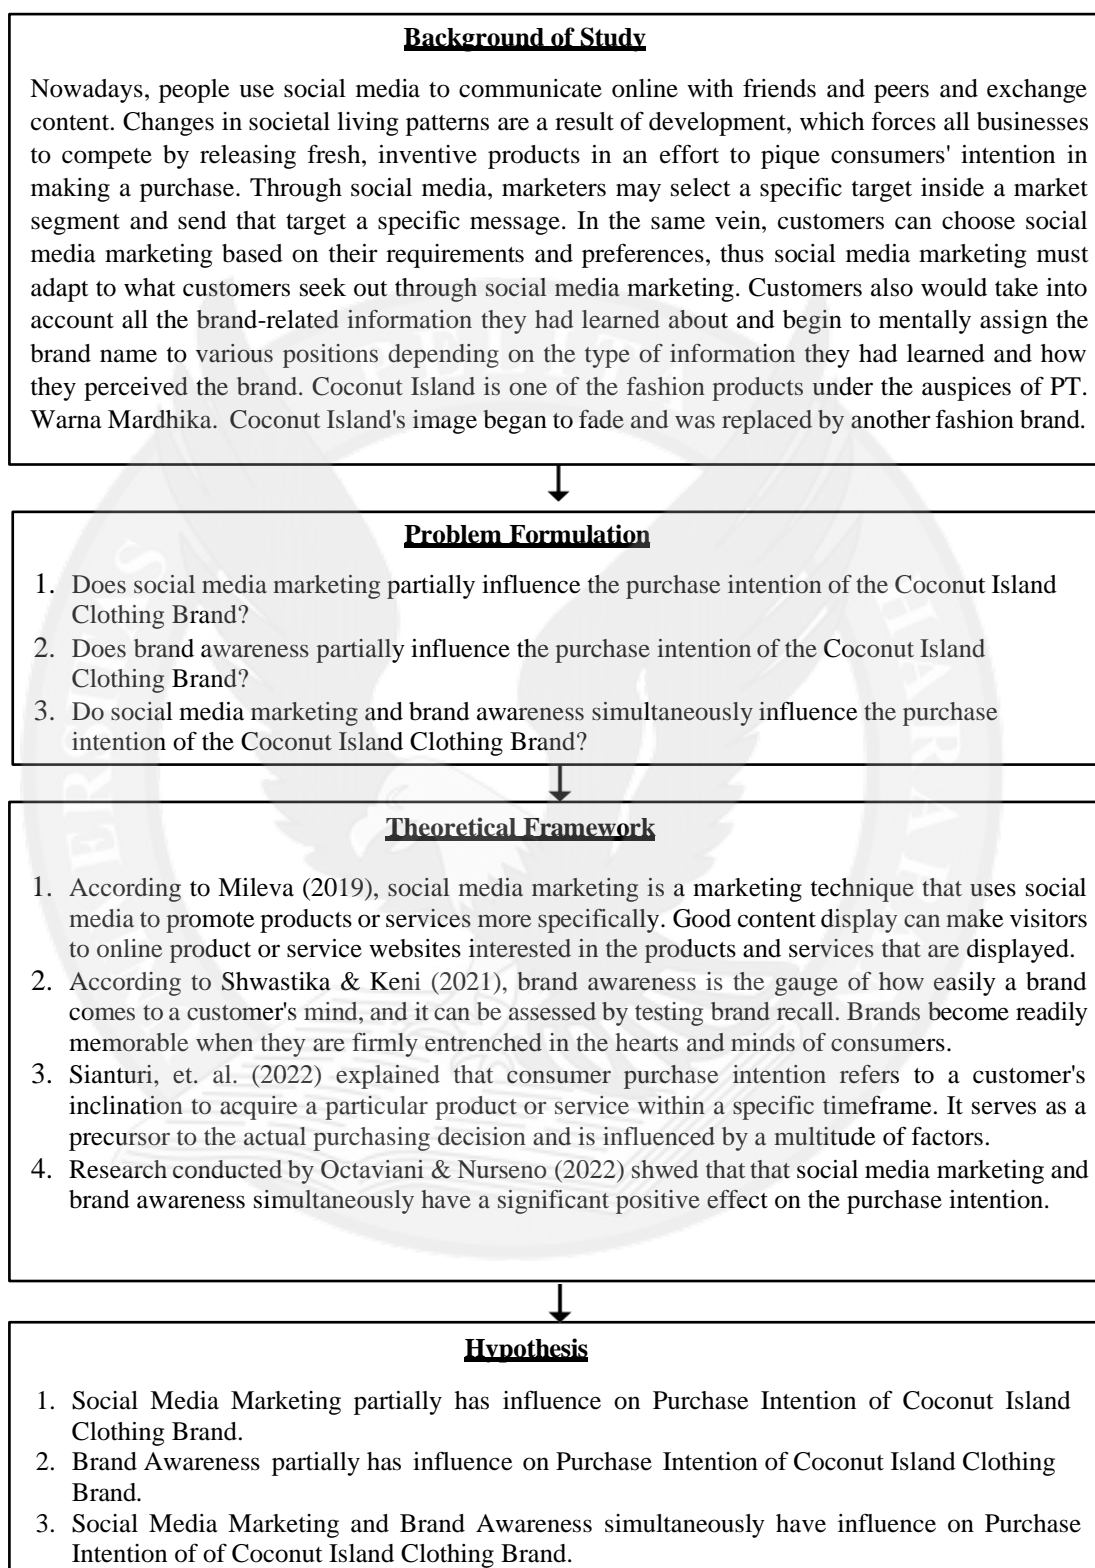 Background of Study
Nowadays, people use social media to communicate online with friends and peers and exchange
content. Changes in societal living patterns are a result of development, which forces all businesses
to compete by releasing fresh, inventive products in an effort to pique consumers' intention in
making a purchase. Through social media, marketers may select a specific target inside a market
segment and send that target a specific message. In the same vein, customers can choose social
media marketing based on their requirements and preferences, thus social media marketing must
adapt to what customers seek out through social media marketing. Customers also would take into
account all the brand-related information they had learned about and begin to mentally assign the
brand name to various positions depending on the type of information they had learned and how
they perceived the brand. Coconut Island is one of the fashion products under the auspices of PT.
Warna Mardhika. Coconut Island's image began to fade and was replaced by another fashion brand.
Problem Formulation
1. Does social media marketing partially influence the purchase intention of the Coconut Island
Clothing Brand?
2. Does brand awareness partially influence the purchase intention of the Coconut Island
Clothing Brand?
3. Do social media marketing and brand awareness simultaneously influence the purchase
intention of the Coconut Island Clothing Brand?
Theoretical Framework
1. According to Mileva (2019), social media marketing is a marketing technique that uses social
media to promote products or services more specifically. Good content display can make visitors
to online product or service websites interested in the products and services that are displayed.
2. According to Shwastika & Keni (2021), brand awareness is the gauge of how easily a brand
comes to a customer's mind, and it can be assessed by testing brand recall. Brands become readily
memorable when they are firmly entrenched in the hearts and minds of consumers.
3. Sianturi, et. al. (2022) explained that consumer purchase intention refers to a customer's
inclination to acquire a particular product or service within a specific timeframe. It serves as a
precursor to the actual purchasing decision and is influenced by a multitude of factors.
4. Research conducted by Octaviani & Nurseno (2022) shwed that that social media marketing and
brand awareness simultaneously have a significant positive effect on the purchase intention.
Hypothesis
1. Social Media Marketing partially has influence on Purchase Intention of Coconut Island
Clothing Brand.
2. Brand Awareness partially has influence on Purchase Intention of Coconut Island Clothing
Brand.
3. Social Media Marketing and Brand Awareness simultaneously have influence on Purchase
Intention of of Coconut Island Clothing Brand.
UNIVERSITAS PELITA HARAPAN